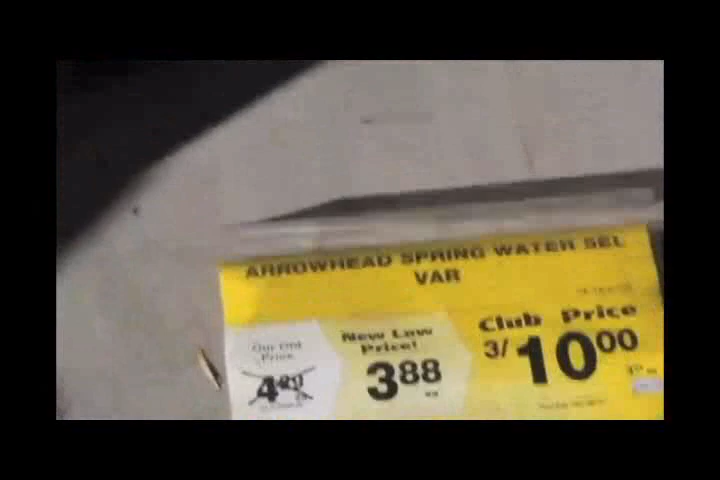 ARROWHEAD SPRING WATER SEL
VAR
Our Old
Price
New Low
Price!
3.88
Club Price
3/10.00